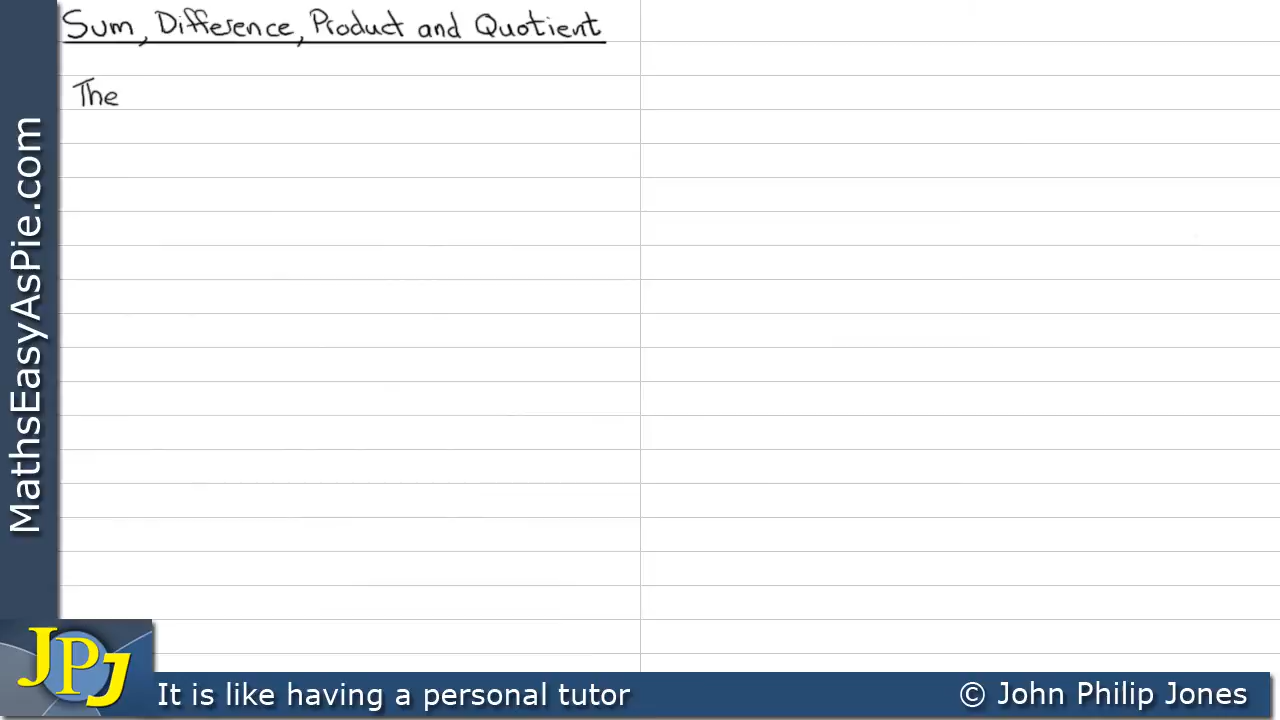 Sum, Difference, Product and Quotient
The
MathsEasyAsPie.com
JPJ
It is like having a personal tutor
© John Philip Jones